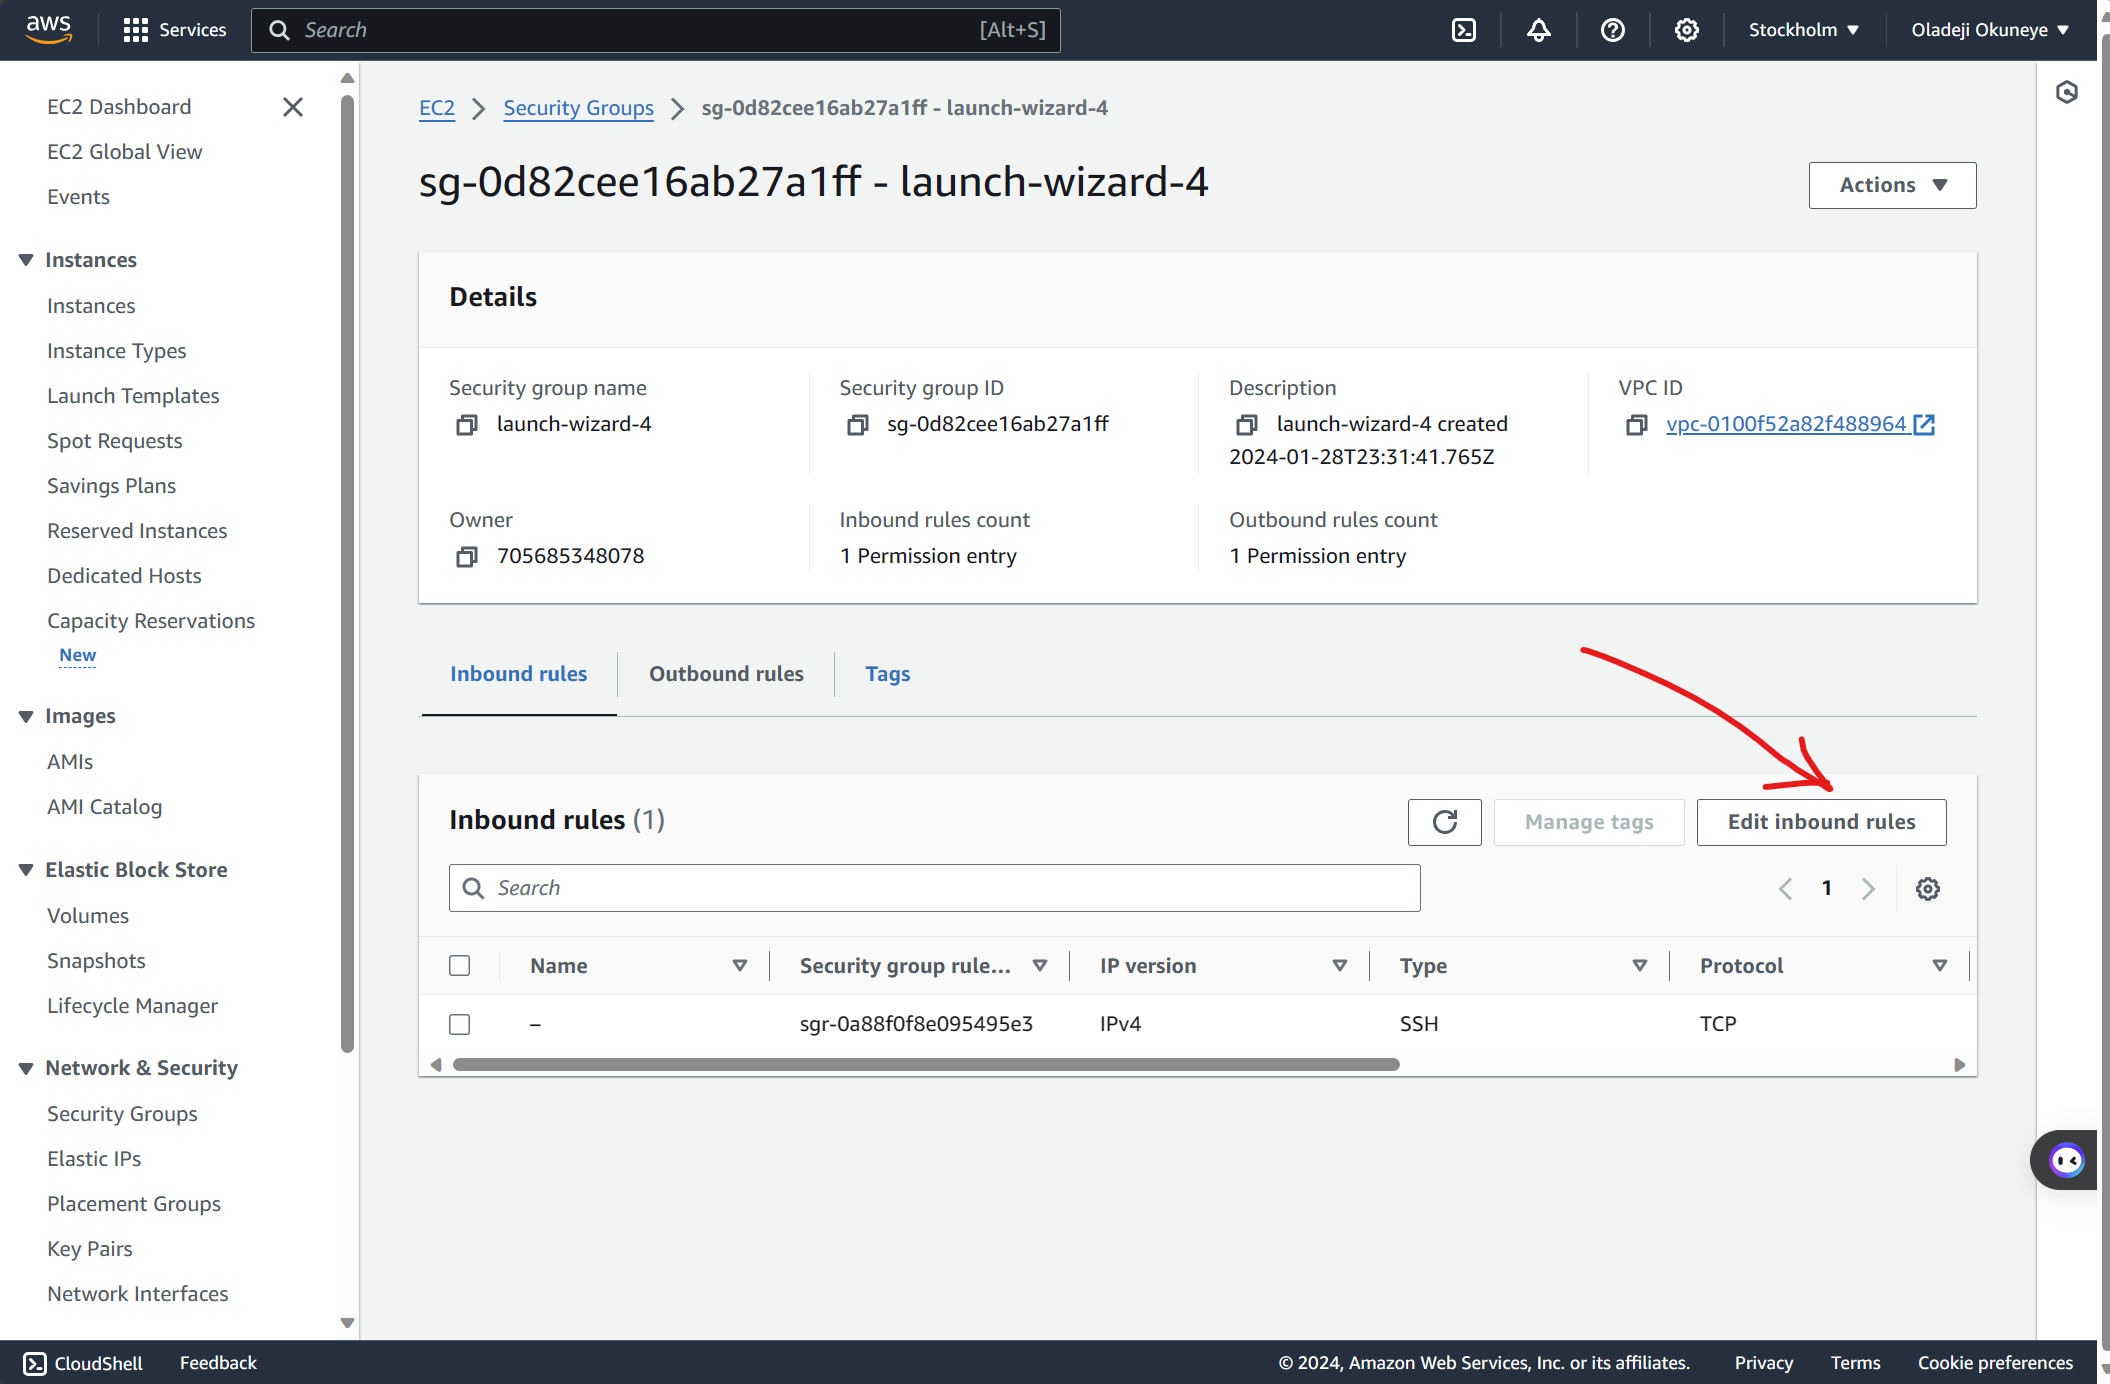 aws Services Search [Alt+S] Stockholm Oladeji Okuneye
EC2 Dashboard
EC2 Global View
Events
Instances
Instances
Instance Types
Launch Templates
Spot Requests
Savings Plans
Reserved Instances
Dedicated Hosts
Capacity Reservations
New
Images
AMIs
AMI Catalog
Elastic Block Store
Volumes
Snapshots
Lifecycle Manager
Network & Security
Security Groups
Elastic IPs
Placement Groups
Key Pairs
Network Interfaces
EC2 Security Groups sg-0d82cee16ab27a1ff - launch-wizard-4
sg-0d82cee16ab27a1ff - launch-wizard-4
Actions
Details
Security group name
launch-wizard-4
Security group ID
sg-0d82cee16ab27a1ff
Description
launch-wizard-4 created
2024-01-28T23:31:41.765Z
VPC ID
vpc-0100f52a82f488964
Owner
705685348078
Inbound rules count
1 Permission entry
Outbound rules count
1 Permission entry
Inbound rules Outbound rules Tags
Inbound rules (1)
Manage tags Edit inbound rules
Search
1
Name Security group rule... IP version Type Protocol
– sgr-0a88f0f8e095495e3 IPv4 SSH TCP
CloudShell Feedback © 2024, Amazon Web Services, Inc. or its affiliates. Privacy Terms Cookie preferences